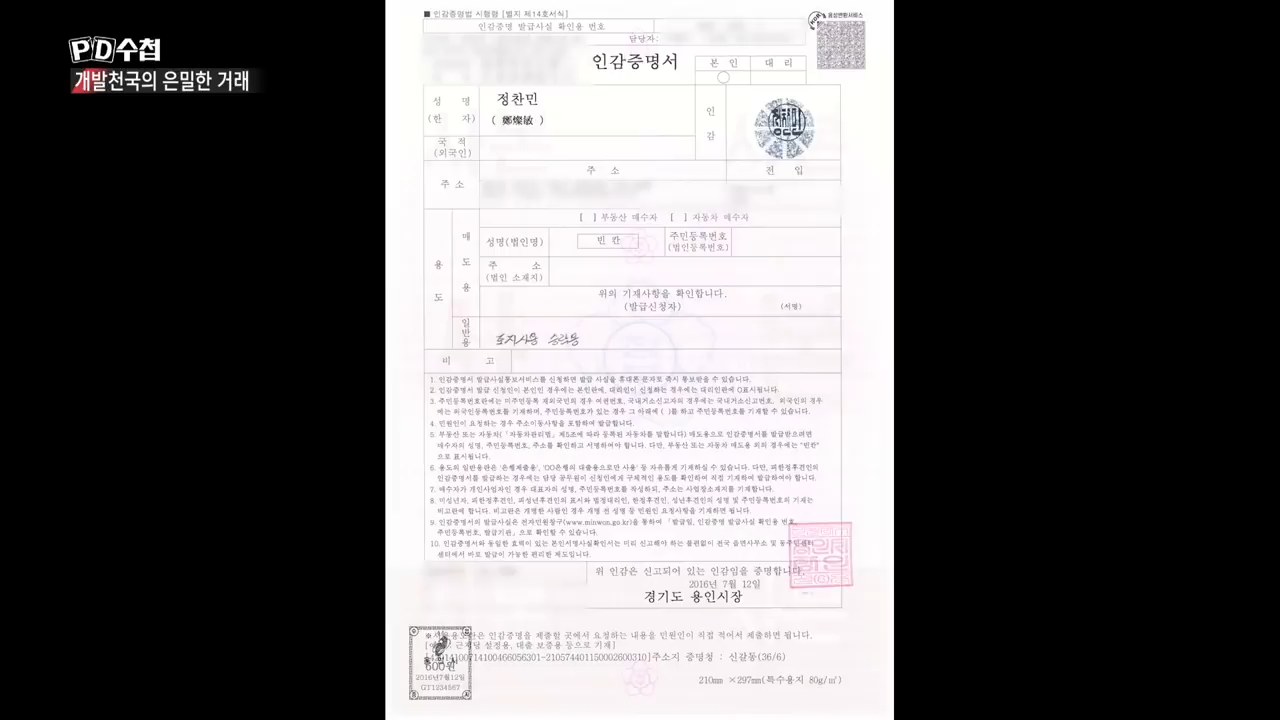 PD수첩
개발천국의 은밀한 거래
■ 인감증명법 시행령 [별지 제14호서식]
인감증명 발급사실 확인용 번호
담당자:
음성변환서비스
인감증명서
본 인
대 리
성 명
(한 자)
정찬민
( 鄭燦敏 )
인
감
국 적
(외국인)
주 소
주 소
전 입
용
도
매
도
용
[ ] 부동산 매수자 [ ] 자동차 매수자
성명(법인명)
빈 칸
주민등록번호
(법인등록번호)
주 소
(법인 소재지)
위의 기재사항을 확인합니다.
(발급신청자)
(서명)
일
반
용
토지사용 승락용
비 고
1. 인감증명서 발급사실통보서비스를 신청하면 발급 사실을 휴대폰 문자로 즉시 통보받을 수 있습니다.
2. 인감증명서 발급 신청인이 본인인 경우에는 본인란에, 대리인이 신청하는 경우에는 대리인란에 O표시됩니다.
3. 주민등록번호란에는 미주민등록 재외국민의 경우 여권번호, 국내거소신고자의 경우에는 국내거소신고번호, 외국인의 경우
에는 외국인등록번호를 기재하며, 주민등록번호가 있는 경우 그 아래에 ( )를 하고 주민등록번호를 기재할 수 있습니다.
4. 민원인이 요청하는 경우 주소이동사항을 포함하여 발급합니다.
5. 부동산 또는 자동차(「자동차관리법」 제5조에 따라 등록된 자동차를 말합니다) 매도용으로 인감증명서를 발급받으려면
매수자의 성명, 주민등록번호, 주소를 확인하고 서명하여야 합니다. 다만, 부동산 또는 자동차 매도용 외의 경우에는 "빈칸"
으로 표시됩니다.
6. 용도의 일반용란은 '은행제출용', 'OO은행의 대출용으로만 사용' 등 자유롭게 기재하실 수 있습니다. 다만, 피한정후견인의
인감증명서를 발급하는 경우에는 담당 공무원이 신청인에게 구체적인 용도를 확인하여 직접 기재하여 발급하여야 합니다.
7. 매수자가 개인사업자인 경우 대표자의 성명, 주민등록번호를 작성하되, 주소는 사업장소재지를 기재합니다.
8. 미성년자, 피한정후견인, 피성년후견인의 표시와 법정대리인, 한정후견인, 성년후견인의 성명 및 주민등록번호의 기재는
비고란에 합니다. 비고란은 개명한 사람인 경우 개명 전 성명 등 민원인 요청사항을 기재하면 됩니다.
9. 인감증명서의 발급사실은 전자민원창구(www.minwon.go.kr)을 통하여 「발급일, 인감증명 발급사실 확인용 번호,
주민등록번호, 발급기관」으로 확인할 수 있습니다.
10. 인감증명서와 동일한 효력이 있는 본인서명사실확인서는 미리 신고해야 하는 불편없이 전국 읍면사무소 및 동주민센터
센터에서 바로 발급이 가능한 편리한 제도입니다.
위 인감은 신고되어 있는 인감임을 증명합니다.
2016년 7월 12일
경기도 용인시장
용은 인감증명을 제출할 곳에서 요청하는 내용을 민원인이 직접 적어서 제출하면 됩니다.
근저당 설정용, 대출 보증용 등으로 기재]
주소지 증명청 : 신갈동(36/6)
600원
2016년7월12일
GT1234567
210mm ×297mm(특수용지 80g/㎡)